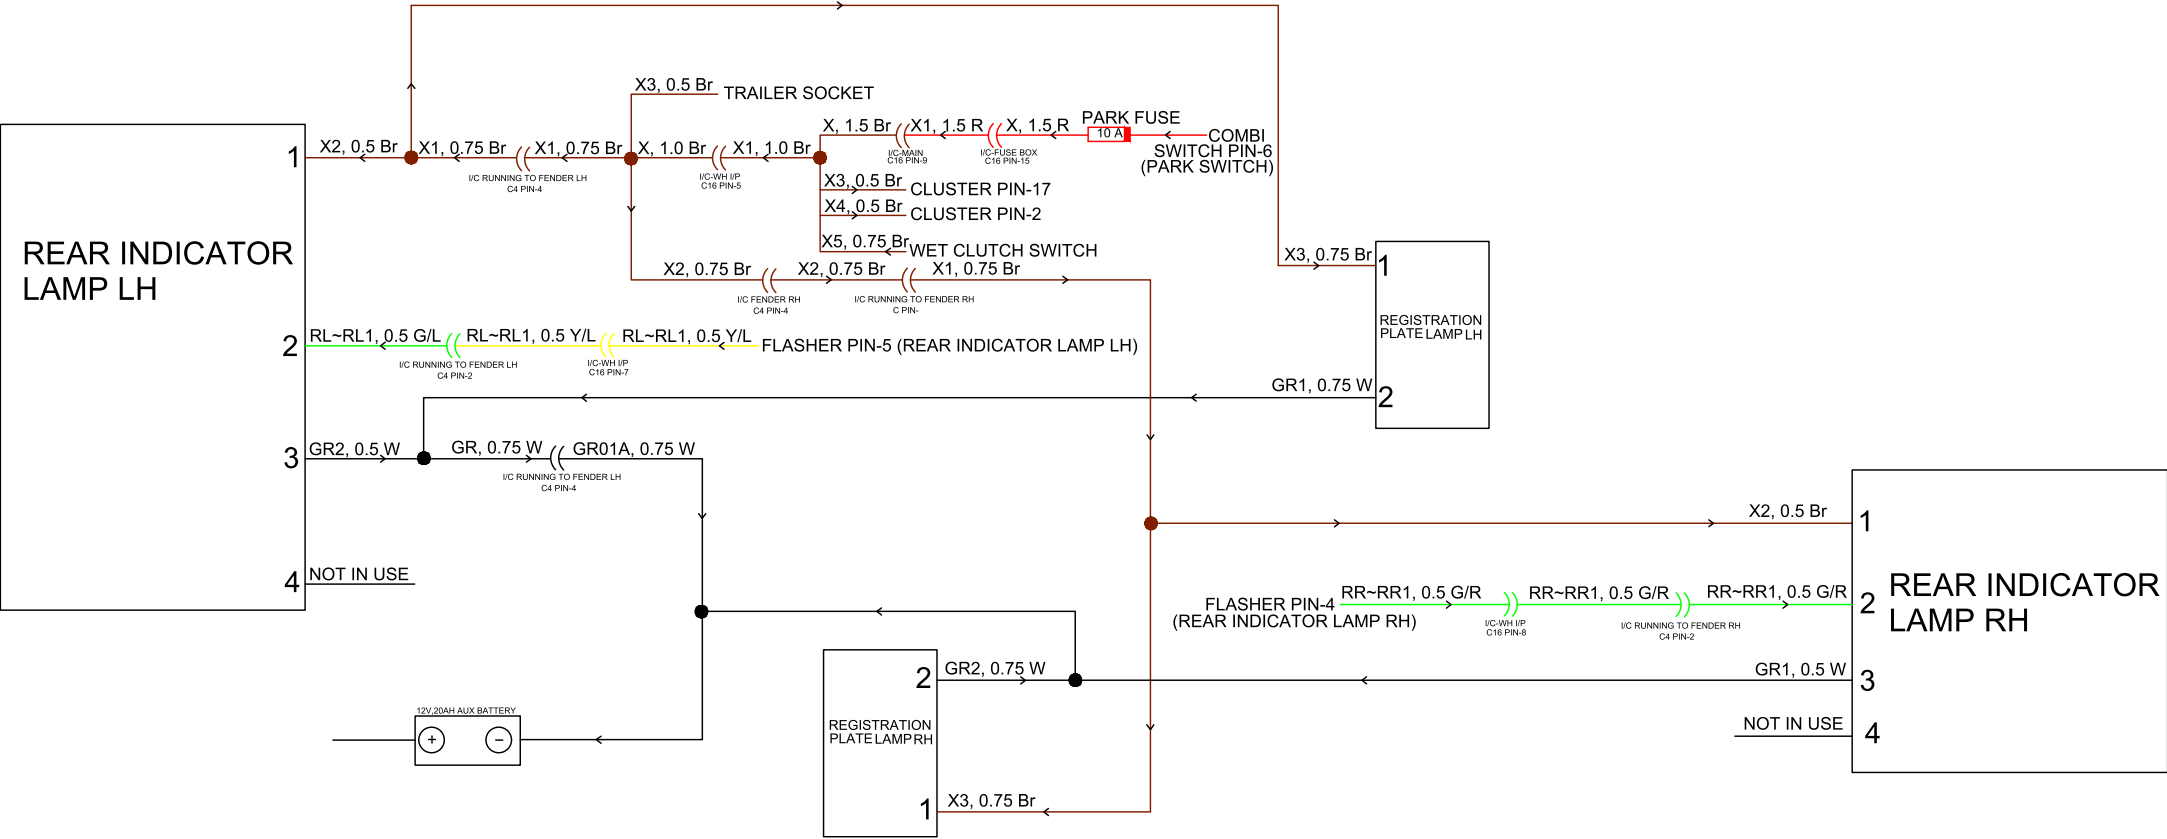 X3, 0.5 Br
TRAILER SOCKET
X, 1.5 Br
X1, 1.5 R
X, 1.5 R
PARK FUSE
10 A
COMBI
SWITCH PIN-6
(PARK SWITCH)
I/C-MAIN
C16 PIN-9
I/C-FUSE BOX
C16 PIN-15
1
X2, 0.5 Br
X1, 0.75 Br
X1, 0.75 Br
X, 1.0 Br
X1, 1.0 Br
I/C RUNNING TO FENDER LH
C4 PIN-4
I/C-WH I/P
C16 PIN-5
X3, 0.5 Br
CLUSTER PIN-17
X4, 0.5 Br
CLUSTER PIN-2
X5, 0.75 Br
WET CLUTCH SWITCH
REAR INDICATOR
LAMP LH
X2, 0.75 Br
X2, 0.75 Br
X1, 0.75 Br
I/C FENDER RH
C4 PIN-4
I/C RUNNING TO FENDER RH
C PIN-
X3, 0.75 Br
1
REGISTRATION
PLATE LAMP LH
2
GR1, 0.75 W
2
RL~RL1, 0.5 G/L
RL~RL1, 0.5 Y/L
RL~RL1, 0.5 Y/L
FLASHER PIN-5 (REAR INDICATOR LAMP LH)
I/C RUNNING TO FENDER LH
C4 PIN-2
I/C-WH I/P
C16 PIN-7
3
GR2, 0.5 W
GR, 0.75 W
GR01A, 0.75 W
I/C RUNNING TO FENDER LH
C4 PIN-4
4
NOT IN USE
X2, 0.5 Br
1
REAR INDICATOR
LAMP RH
FLASHER PIN-4
(REAR INDICATOR LAMP RH)
RR~RR1, 0.5 G/R
RR~RR1, 0.5 G/R
RR~RR1, 0.5 G/R
2
I/C-WH I/P
C16 PIN-8
I/C RUNNING TO FENDER RH
C4 PIN-2
2
GR2, 0.75 W
GR1, 0.5 W
3
NOT IN USE
4
12V,20AH AUX BATTERY
+
−
REGISTRATION
PLATE LAMP RH
1
X3, 0.75 Br